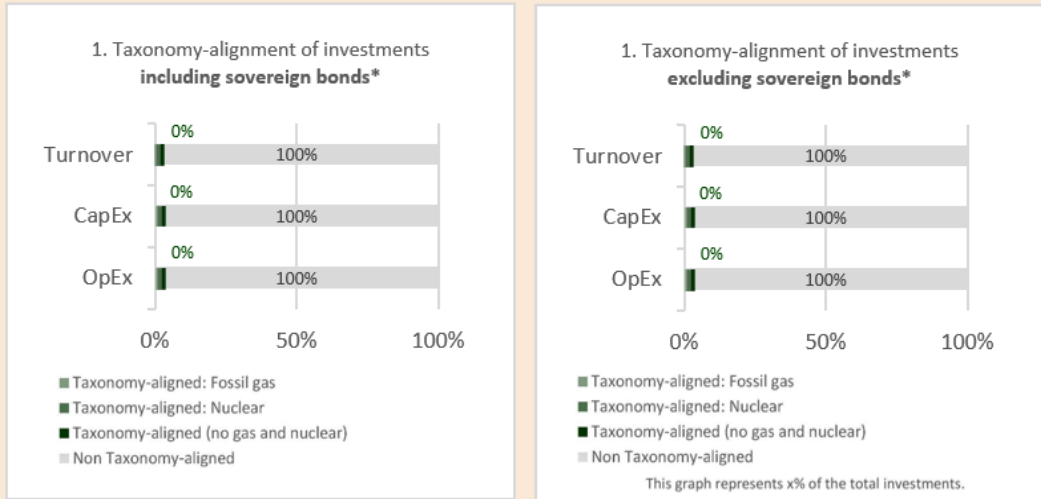 1. Taxonomy-alignment of investments
including sovereign bonds*
0%
Turnover 100%
0%
CapEx 100%
0%
OpEx 100%
0% 50% 100%
Taxonomy-aligned: Fossil gas
Taxonomy-aligned: Nuclear
Taxonomy-aligned (no gas and nuclear)
Non Taxonomy-aligned
1. Taxonomy-alignment of investments
excluding sovereign bonds*
0%
Turnover 100%
0%
CapEx 100%
0%
OpEx 100%
0% 50% 100%
Taxonomy-aligned: Fossil gas
Taxonomy-aligned: Nuclear
Taxonomy-aligned (no gas and nuclear)
Non Taxonomy-aligned
This graph represents x% of the total investments.